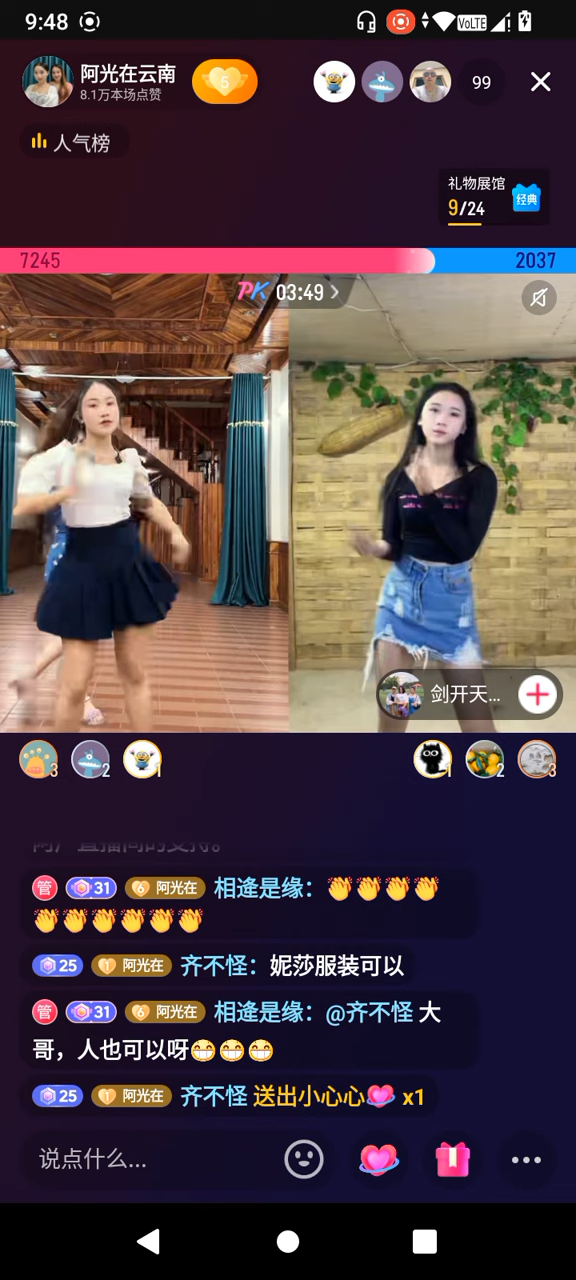 9:48
VoLTE
阿光在云南
8.1万本场点赞
5
99
人气榜
礼物展馆
9/24
经典
7245
2037
PK 03:49
剑开天...
3
2
1
1
2
3
管 31 6 阿光在 相逢是缘：👏👏👏👏
👏👏👏👏👏👏
25 1 阿光在 齐不怪：妮莎服装可以
管 31 6 阿光在 相逢是缘：@齐不怪 大
哥，人也可以呀😁😁😁
25 1 阿光在 齐不怪 送出小心心 x1
说点什么...